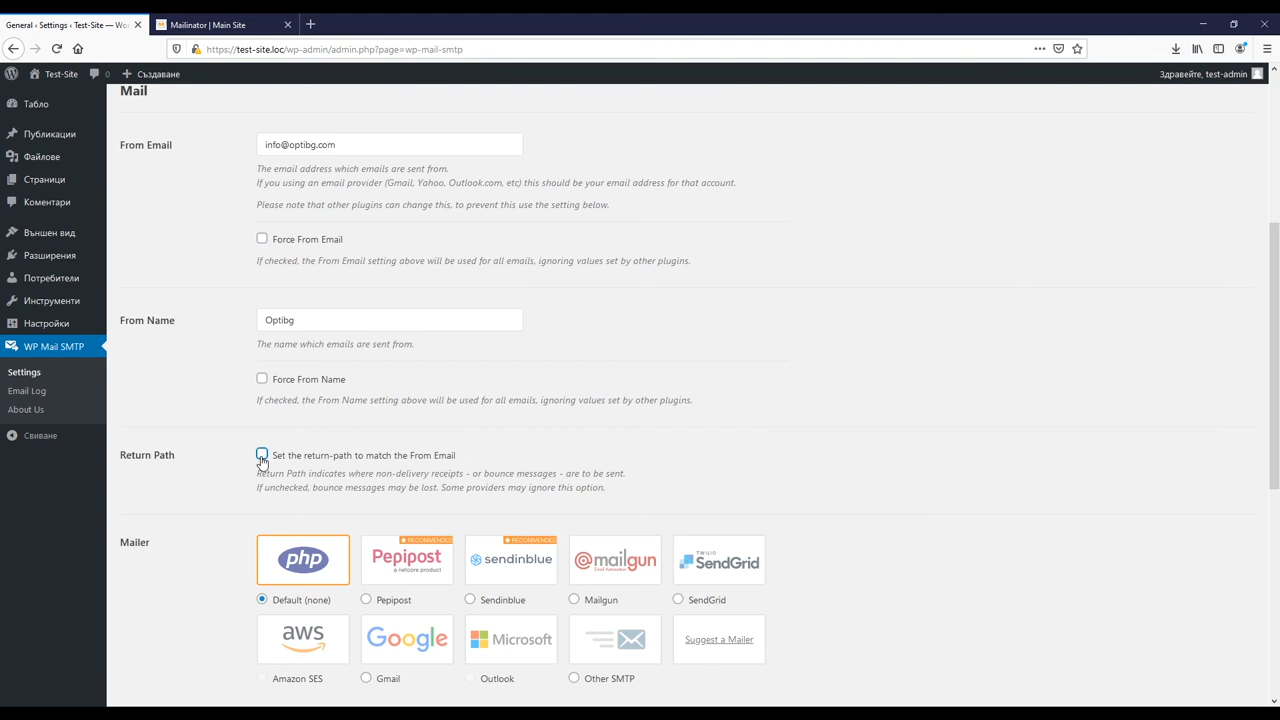 General ‹ Settings ‹ Test-Site — Wor
Mailinator | Main Site
https://test-site.loc/wp-admin/admin.php?page=wp-mail-smtp
Test-Site
0
Създаване
Здравейте, test-admin
Табло
Публикации
Файлове
Страници
Коментари
Външен вид
Разширения
Потребители
Инструменти
Настройки
WP Mail SMTP
Settings
Email Log
About Us
Свиване
Mail
From Email
info@optibg.com
The email address which emails are sent from.
If you using an email provider (Gmail, Yahoo, Outlook.com, etc) this should be your email address for that account.
Please note that other plugins can change this, to prevent this use the setting below.
Force From Email
If checked, the From Email setting above will be used for all emails, ignoring values set by other plugins.
From Name
Optibg
The name which emails are sent from.
Force From Name
If checked, the From Name setting above will be used for all emails, ignoring values set by other plugins.
Return Path
Set the return-path to match the From Email
Return Path indicates where non-delivery receipts - or bounce messages - are to be sent.
If unchecked, bounce messages may be lost. Some providers may ignore this option.
Mailer
php
★ RECOMMENDED
Pepipost
a netcore product
★ RECOMMENDED
sendinblue
@mailgun
Email Automation
TWILIO
SendGrid
Default (none)
Pepipost
Sendinblue
Mailgun
SendGrid
aws
Google
Microsoft
Suggest a Mailer
Amazon SES
Gmail
Outlook
Other SMTP